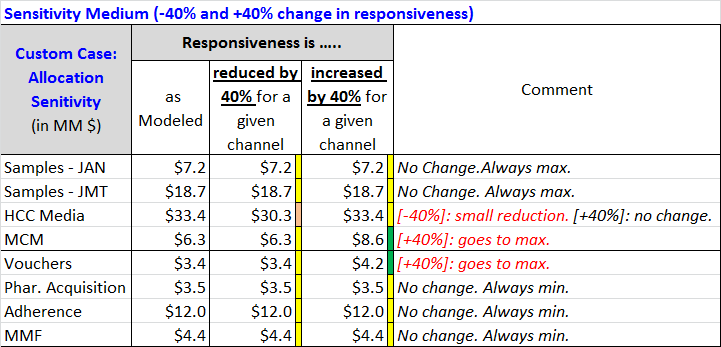 Sensitivity Medium (-40% and +40% change in responsiveness)
Custom Case: Allocation Senitivity (in MM $)
Responsiveness is .....
as Modeled
reduced by 40% for a given channel
increased by 40% for a given channel
Comment
Samples - JAN $7.2 $7.2 $7.2 No Change.Always max.
Samples - JMT $18.7 $18.7 $18.7 No Change. Always max.
HCC Media $33.4 $30.3 $33.4 [-40%]: small reduction. [+40%]: no change.
MCM $6.3 $6.3 $8.6 [+40%]: goes to max.
Vouchers $3.4 $3.4 $4.2 [+40%]: goes to max.
Phar. Acquisition $3.5 $3.5 $3.5 No change. Always min.
Adherence $12.0 $12.0 $12.0 No change. Always min.
MMF $4.4 $4.4 $4.4 No change. Always min.